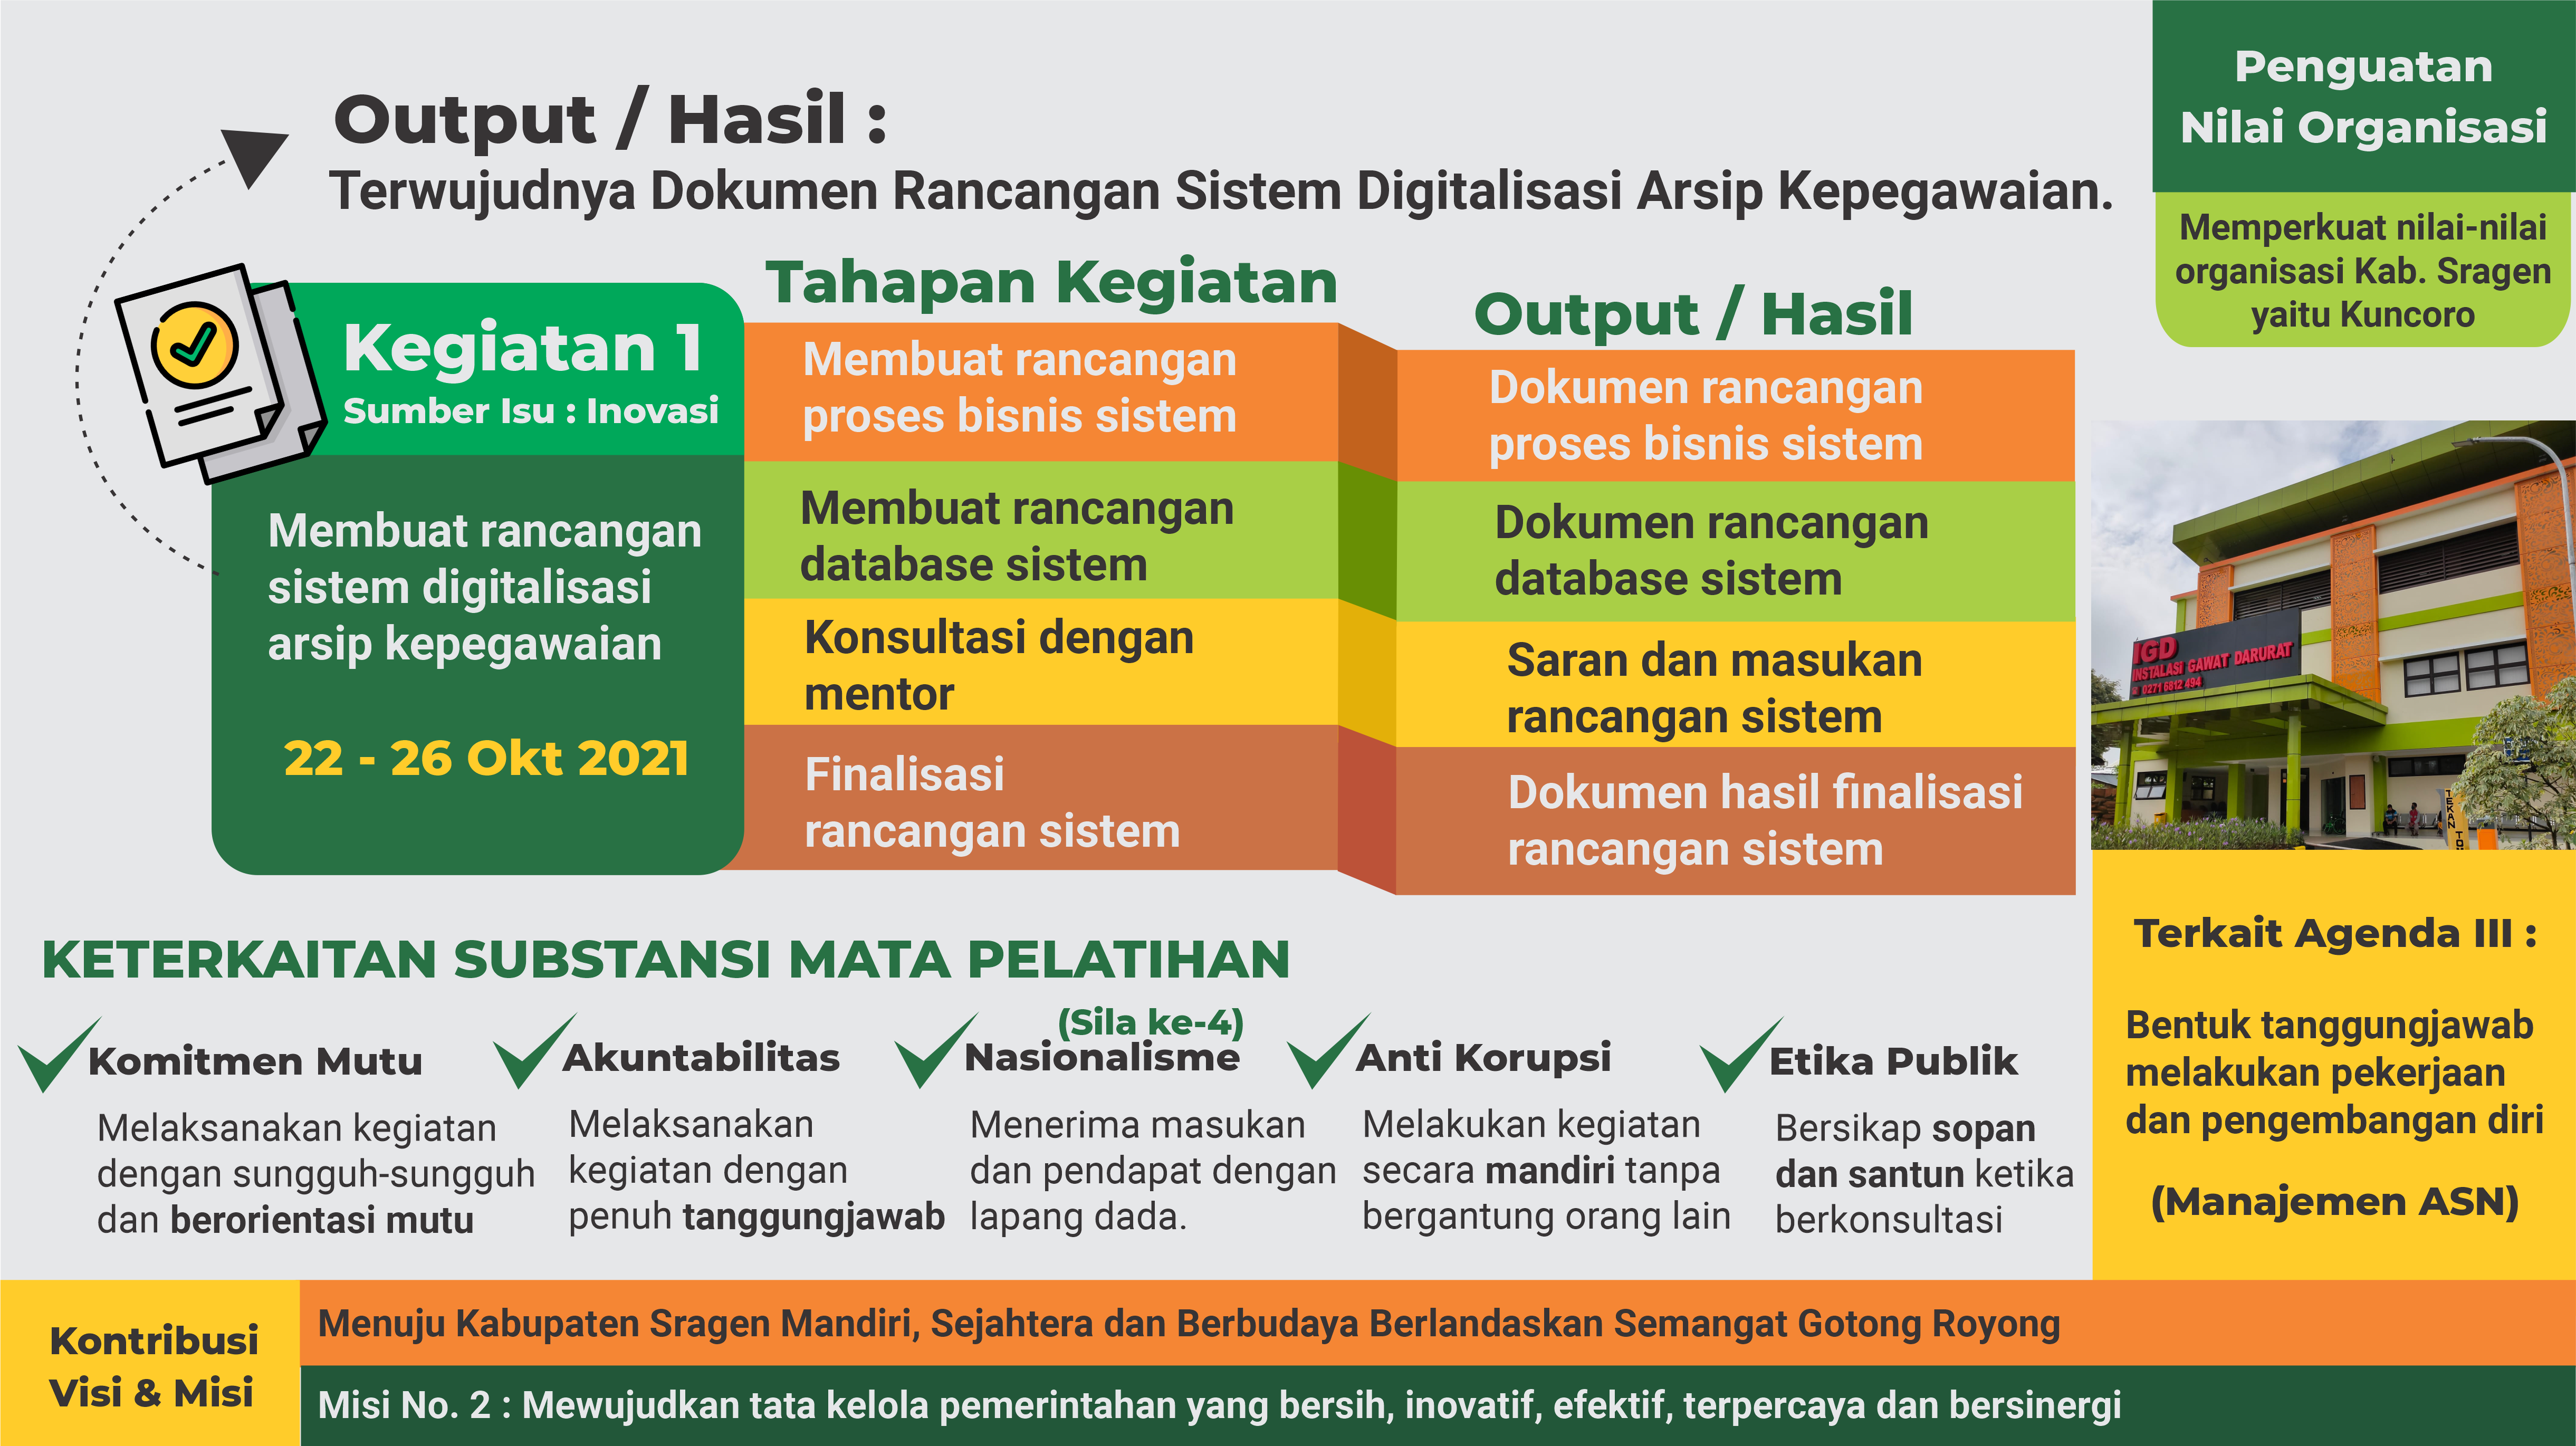 Output / Hasil :
Terwujudnya Dokumen Rancangan Sistem Digitalisasi Arsip Kepegawaian.
Penguatan
Nilai Organisasi
Memperkuat nilai-nilai
organisasi Kab. Sragen
yaitu Kuncoro
Kegiatan 1
Sumber Isu : Inovasi
Membuat rancangan
sistem digitalisasi
arsip kepegawaian
22 - 26 Okt 2021
Tahapan Kegiatan
Membuat rancangan
proses bisnis sistem
Membuat rancangan
database sistem
Konsultasi dengan
mentor
Finalisasi
rancangan sistem
Output / Hasil
Dokumen rancangan
proses bisnis sistem
Dokumen rancangan
database sistem
Saran dan masukan
rancangan sistem
Dokumen hasil finalisasi
rancangan sistem
IGD
INSTALASI GAWAT DARURAT
0271 6812 494
TEKAN
Terkait Agenda III :
Bentuk tanggungjawab
melakukan pekerjaan
dan pengembangan diri
(Manajemen ASN)
KETERKAITAN SUBSTANSI MATA PELATIHAN
Komitmen Mutu
Melaksanakan kegiatan
dengan sungguh-sungguh
dan berorientasi mutu
Akuntabilitas
Melaksanakan
kegiatan dengan
penuh tanggungjawab
(Sila ke-4)
Nasionalisme
Menerima masukan
dan pendapat dengan
lapang dada.
Anti Korupsi
Melakukan kegiatan
secara mandiri tanpa
bergantung orang lain
Etika Publik
Bersikap sopan
dan santun ketika
berkonsultasi
Kontribusi
Visi & Misi
Menuju Kabupaten Sragen Mandiri, Sejahtera dan Berbudaya Berlandaskan Semangat Gotong Royong
Misi No. 2 : Mewujudkan tata kelola pemerintahan yang bersih, inovatif, efektif, terpercaya dan bersinergi